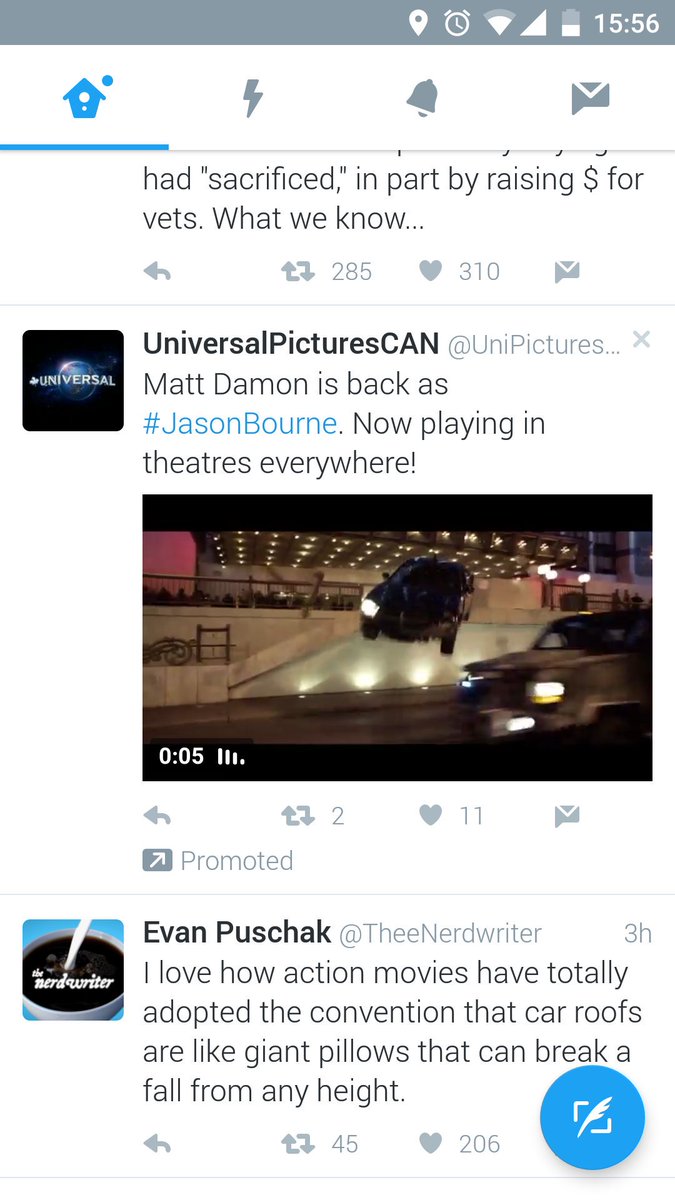 15:56
had "sacrificed," in part by raising $ for
vets. What we know...
285 310
UNIVERSAL
UniversalPicturesCAN @UniPictures...
Matt Damon is back as
#JasonBourne. Now playing in
theatres everywhere!
0:05
2 11
Promoted
the
nerdwriter
Evan Puschak @TheeNerdwriter 3h
I love how action movies have totally
adopted the convention that car roofs
are like giant pillows that can break a
fall from any height.
45 206